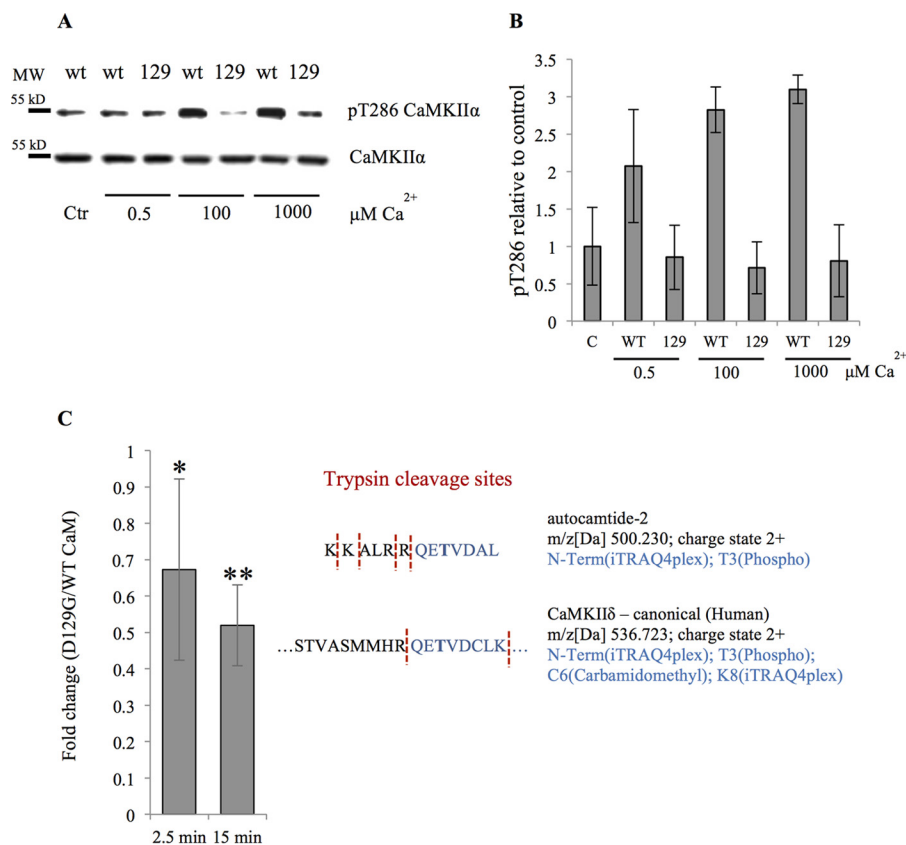 A
MW wt wt 129 wt 129 wt 129
55 kD
pT286 CaMKIIα
55 kD
CaMKIIα
Ctr 0.5 100 1000 μM Ca2+
B
pT286 relative to control
3.5
3
2.5
2
1.5
1
0.5
0
C WT 129 WT 129 WT 129
0.5 100 1000 μM Ca2+
C
Fold change (D129G/WT CaM)
1
0.9
0.8
0.7
0.6
0.5
0.4
0.3
0.2
0.1
0
*
**
2.5 min 15 min
Trypsin cleavage sites
KKALRRQETVDAL
autocamtide-2
m/z[Da] 500.230; charge state 2+
N-Term(iTRAQ4plex); T3(Phospho)
...STVASMMHRQETVDCLK...
CaMKIIδ – canonical (Human)
m/z[Da] 536.723; charge state 2+
N-Term(iTRAQ4plex); T3(Phospho);
C6(Carbamidomethyl); K8(iTRAQ4plex)